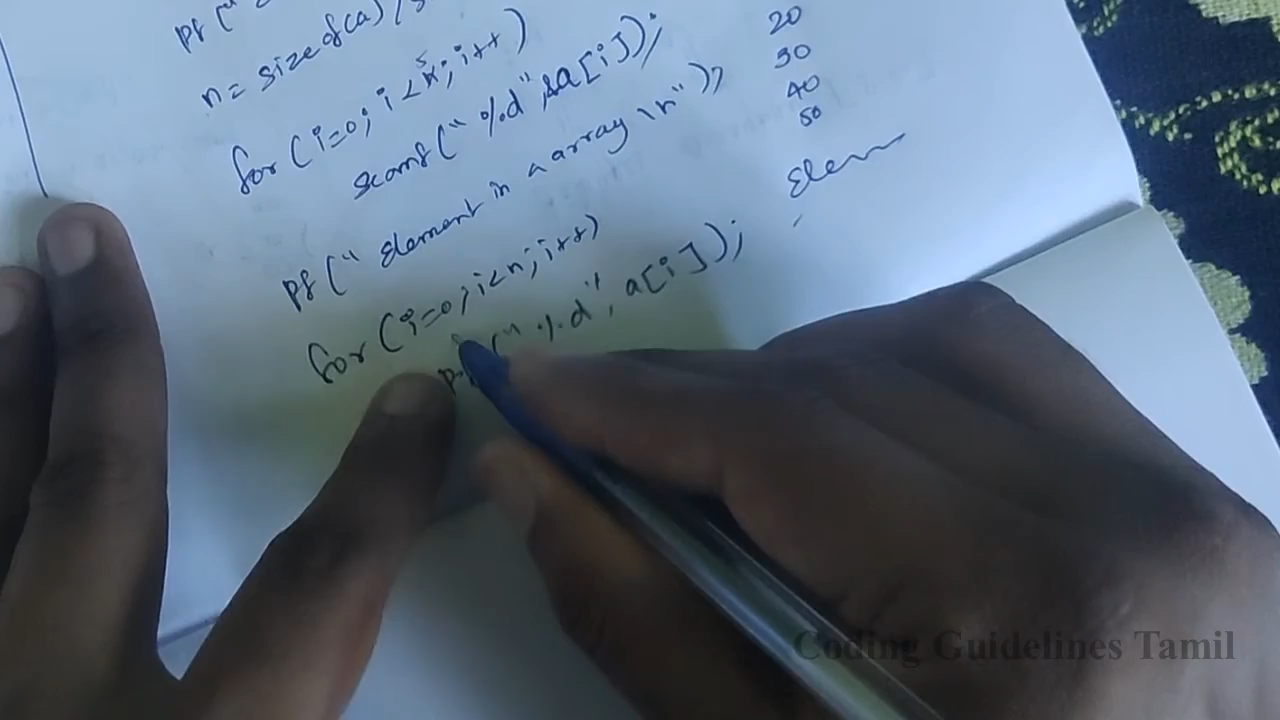 pf("
n = sizeof(a)/s
for(i=0; i<n; i++)
5
scanf("%d", &a[i]);
pf(" Element in a array \n");
for(i=0; i<n; i++)
("%d", a[i]);
20
30
40
50
Elem
Coding Guidelines Tamil